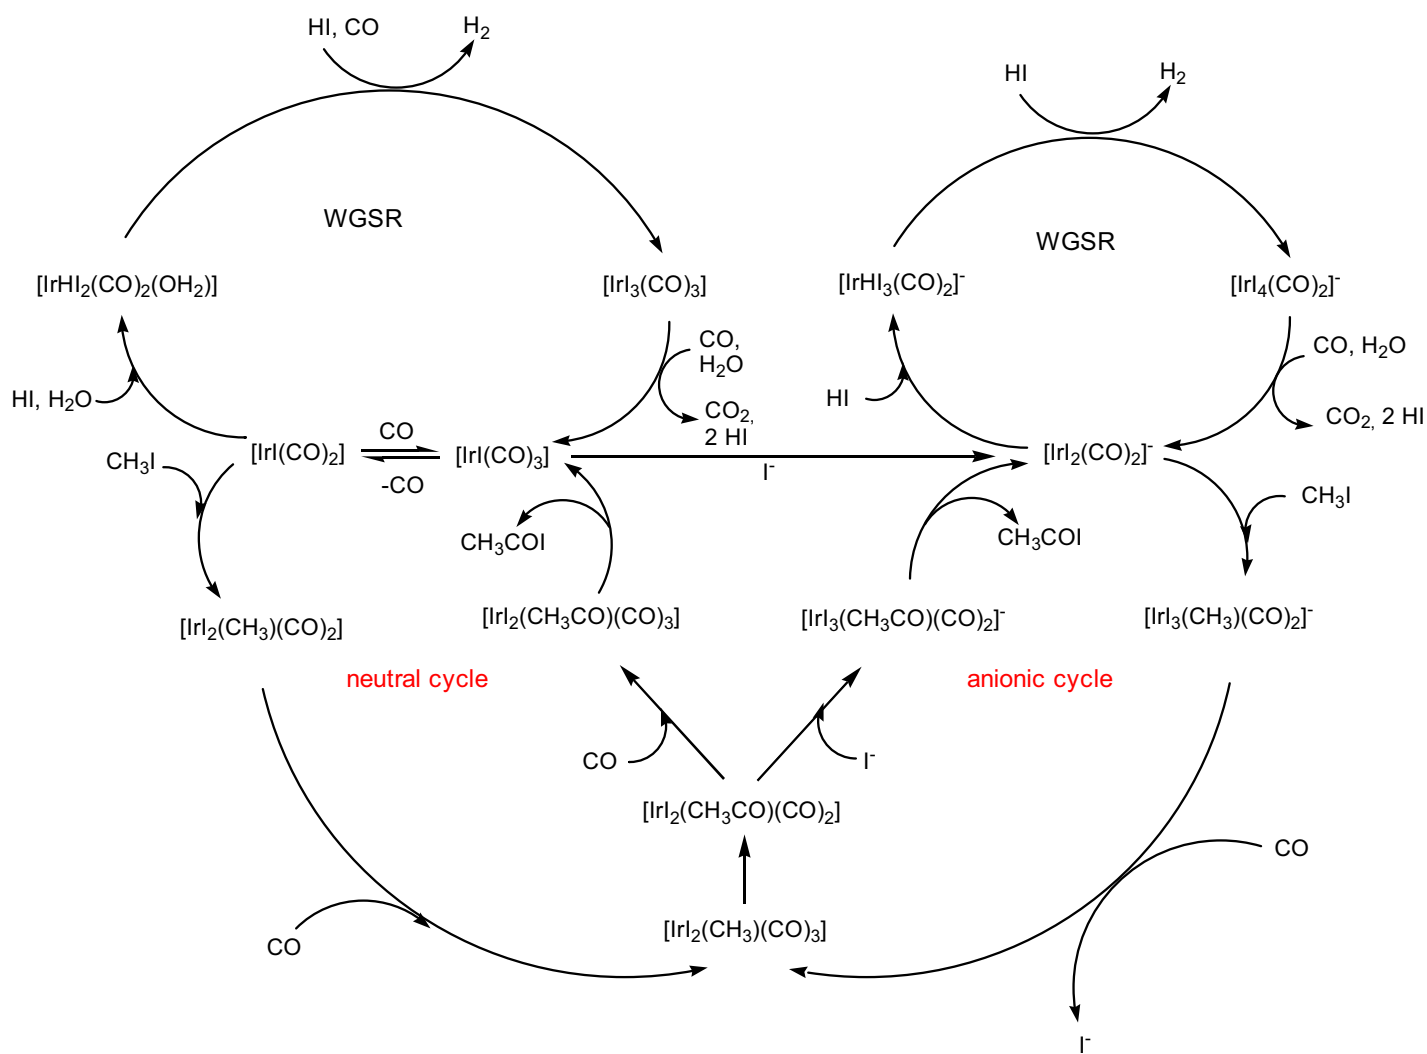 HI, CO
H₂
HI
H₂
WGSR
WGSR
[IrHI₂(CO)₂(OH₂)]
[IrI₃(CO)₃]
[IrHI₃(CO)₂]⁻
[IrI₄(CO)₂]⁻
CO,
H₂O
CO, H₂O
HI, H₂O
HI
CO₂,
2 HI
CO₂, 2 HI
CO
[IrI(CO)₂]
[IrI(CO)₃]
[IrI₂(CO)₂]⁻
CH₃I
-CO
I⁻
CH₃I
CH₃COI
CH₃COI
[IrI₂(CH₃)(CO)₂]
[IrI₂(CH₃CO)(CO)₃]
[IrI₃(CH₃CO)(CO)₂]⁻
[IrI₃(CH₃)(CO)₂]⁻
neutral cycle
anionic cycle
CO
I⁻
[IrI₂(CH₃CO)(CO)₂]
CO
[IrI₂(CH₃)(CO)₃]
CO
I⁻